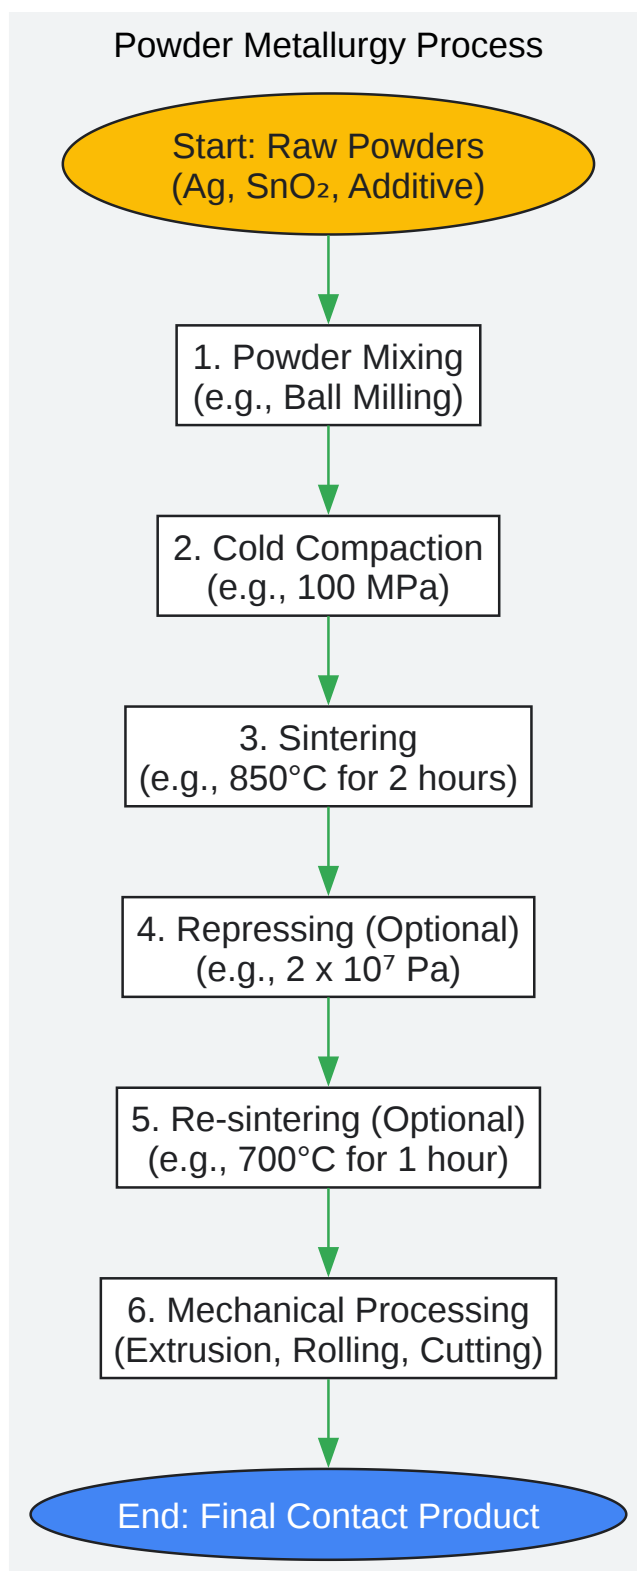 Powder Metallurgy Process
Start: Raw Powders
(Ag, SnO₂, Additive)
1. Powder Mixing
(e.g., Ball Milling)
2. Cold Compaction
(e.g., 100 MPa)
3. Sintering
(e.g., 850°C for 2 hours)
4. Repressing (Optional)
(e.g., 2 x 10⁷ Pa)
5. Re-sintering (Optional)
(e.g., 700°C for 1 hour)
6. Mechanical Processing
(Extrusion, Rolling, Cutting)
End: Final Contact Product